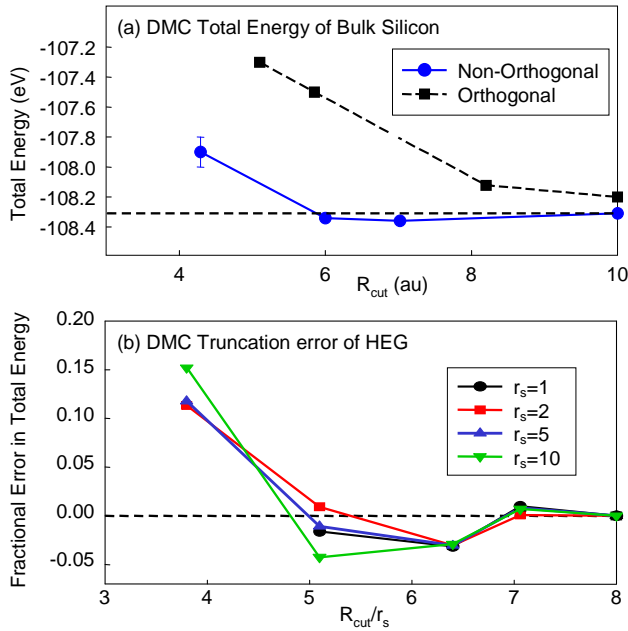 (a) DMC Total Energy of Bulk Silicon
Total Energy (eV)
-107.2
-107.4
-107.6
-107.8
-108.0
-108.2
-108.4
Non-Orthogonal
Orthogonal
4
6
8
10
R_cut (au)
(b) DMC Truncation error of HEG
Fractional Error in Total Energy
0.20
0.15
0.10
0.05
0.00
-0.05
r_s=1
r_s=2
r_s=5
r_s=10
3
4
5
6
7
8
R_cut/r_s